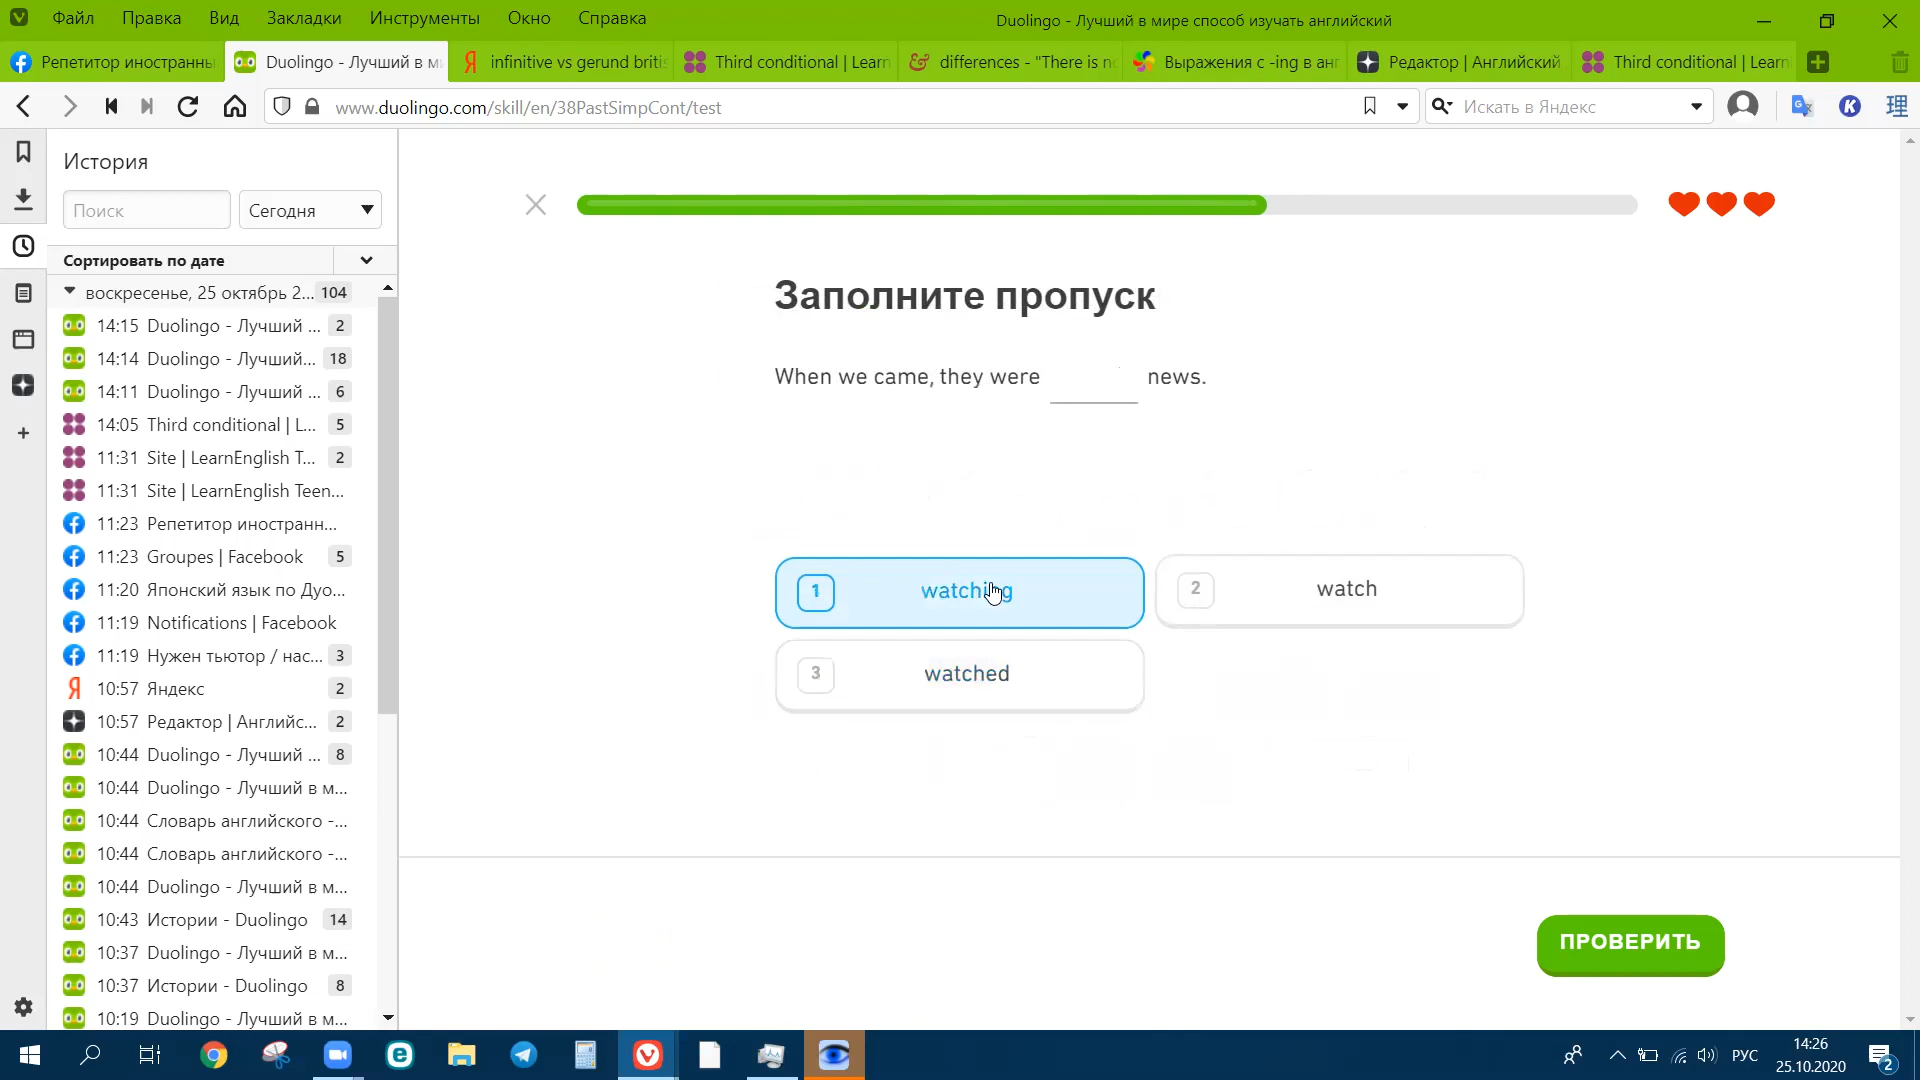 Файл Правка Вид Закладки Инструменты Окно Справка
Duolingo - Лучший в мире способ изучать английский
Репетитор иностранны
Duolingo - Лучший в ми
infinitive vs gerund britis
Third conditional | Learn
differences - "There is no
Выражения с -ing в анг
Редактор | Английский
Third conditional | Learn
www.duolingo.com/skill/en/38PastSimpCont/test
Искать в Яндекс
理
История
Поиск
Сегодня
Сортировать по дате
воскресенье, 25 октябрь 2... 104
14:15 Duolingo - Лучший ... 2
14:14 Duolingo - Лучший... 18
14:11 Duolingo - Лучший ... 6
14:05 Third conditional | L... 5
11:31 Site | LearnEnglish T... 2
11:31 Site | LearnEnglish Teen...
11:23 Репетитор иностранн...
11:23 Groupes | Facebook 5
11:20 Японский язык по Дуо...
11:19 Notifications | Facebook
11:19 Нужен тьютор / нас... 3
10:57 Яндекс 2
10:57 Редактор | Английс... 2
10:44 Duolingo - Лучший ... 8
10:44 Duolingo - Лучший в м...
10:44 Словарь английского -...
10:44 Словарь английского -...
10:44 Duolingo - Лучший в м...
10:43 Истории - Duolingo 14
10:37 Duolingo - Лучший в м...
10:37 Истории - Duolingo 8
10:19 Duolingo - Лучший в м...
Заполните пропуск
When we came, they were ______ news.
1 watching
2 watch
3 watched
ПРОВЕРИТЬ
РУС
14:26
25.10.2020
2